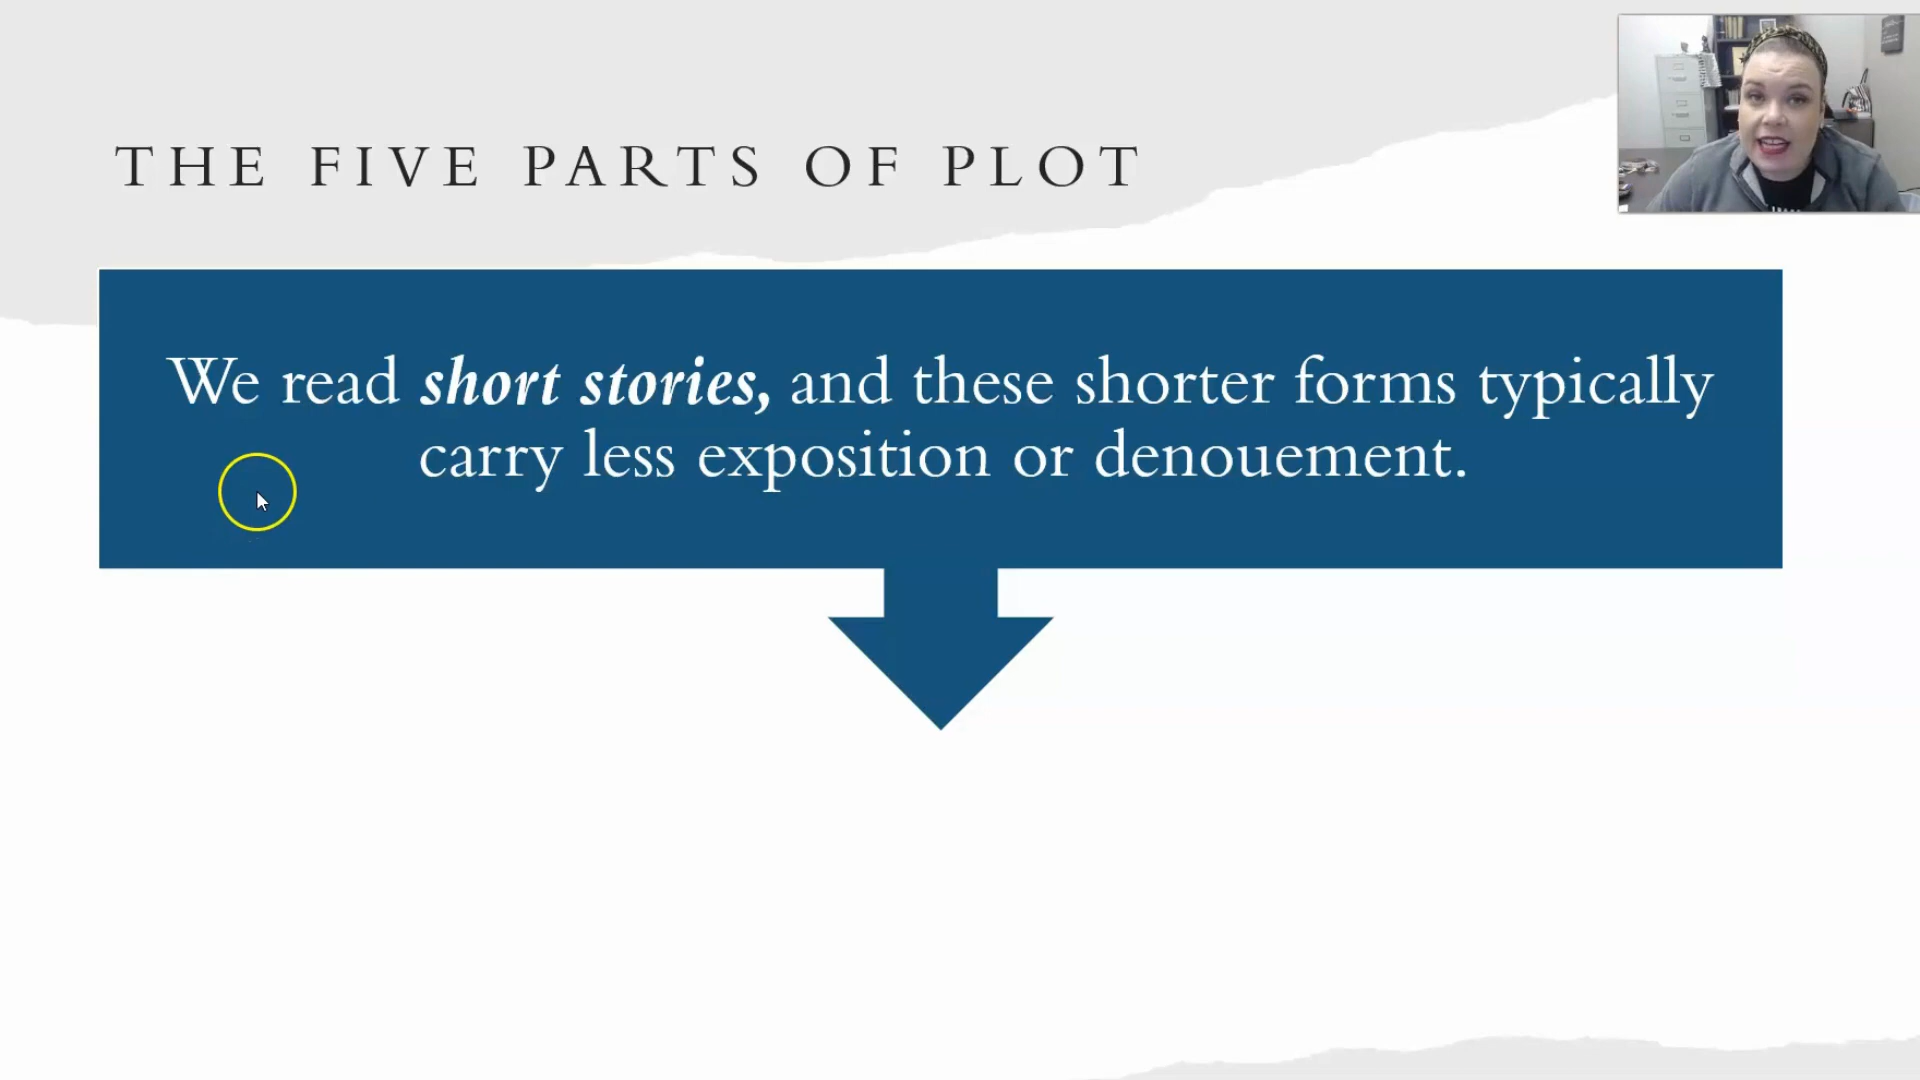 THE FIVE PARTS OF PLOT
We read short stories, and these shorter forms typically
carry less exposition or denouement.